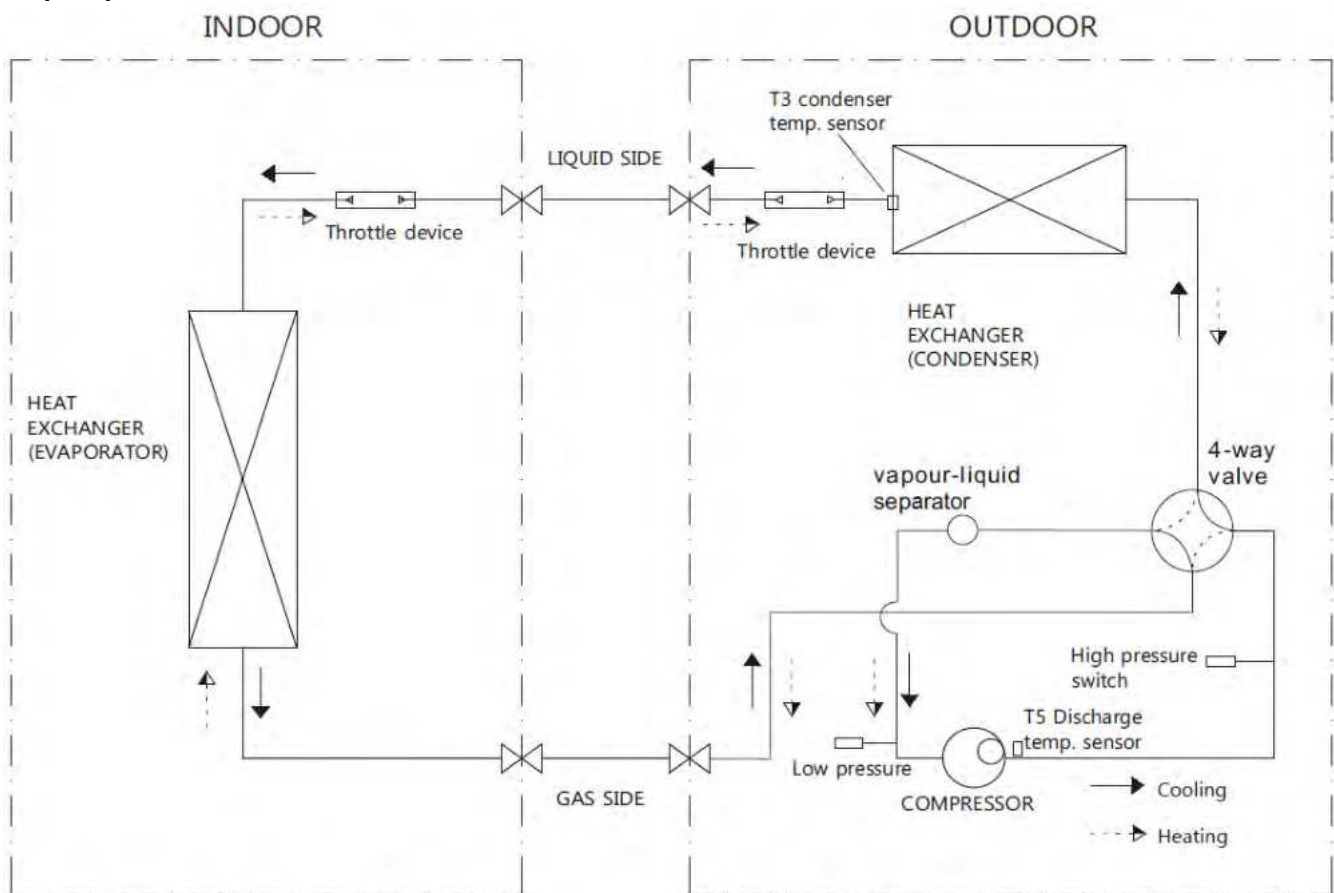 INDOOR
OUTDOOR
T3 condenser
temp. sensor
LIQUID SIDE
Throttle device
Throttle device
HEAT
EXCHANGER
(CONDENSER)
HEAT
EXCHANGER
(EVAPORATOR)
4-way
valve
vapour-liquid
separator
High pressure
switch
T5 Discharge
temp. sensor
Low pressure
COMPRESSOR
GAS SIDE
Cooling
Heating